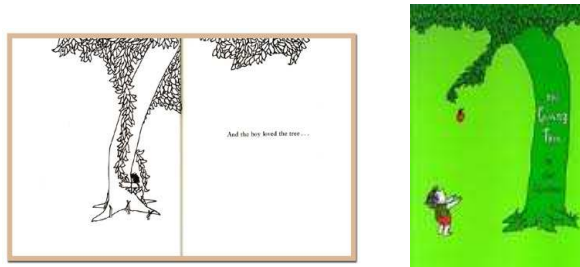 And the boy loved the tree . . .
The
Giving
Tree